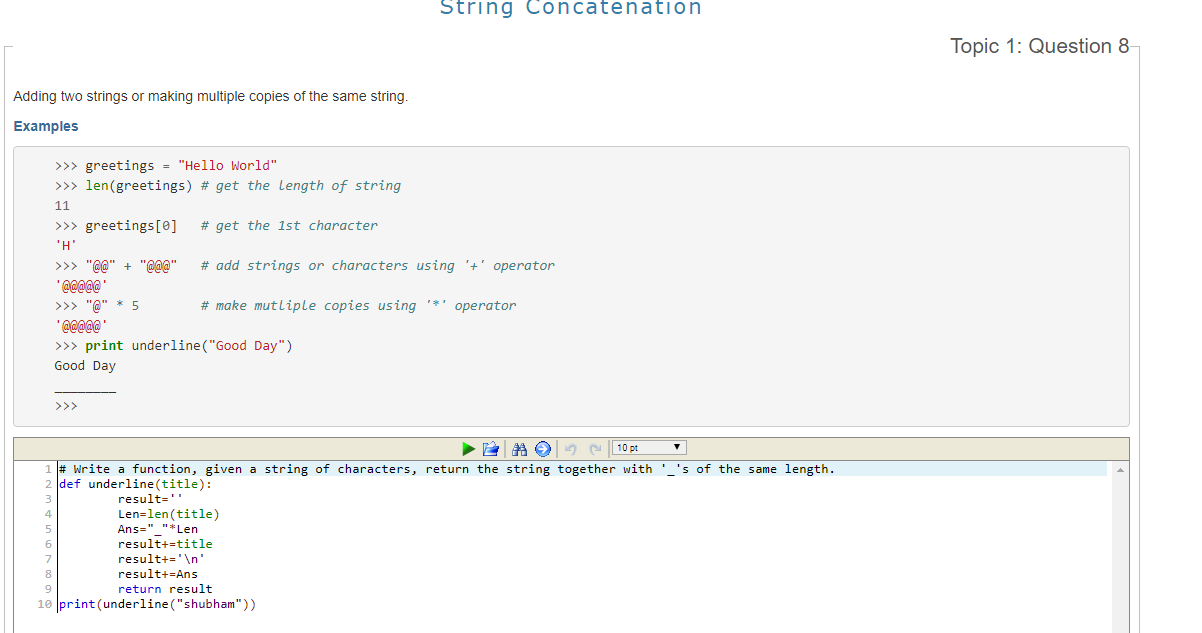 String Concatenation
Topic 1: Question 8
Adding two strings or making multiple copies of the same string.
Examples
>>> greetings = "Hello World"
>>> len(greetings) # get the length of string
11
>>> greetings[0]   # get the 1st character
'H'
>>> "@@" + "@@@"   # add strings or characters using '+' operator
'@@@@@'
>>> "@" * 5        # make mutliple copies using '*' operator
'@@@@@'
>>> print underline("Good Day")
Good Day
________
>>>
10 pt
1 # Write a function, given a string of characters, return the string together with '_'s of the same length.
2 def underline(title):
3         result=''
4         Len=len(title)
5         Ans="_"*Len
6         result+=title
7         result+='\n'
8         result+=Ans
9         return result
10 print(underline("shubham"))